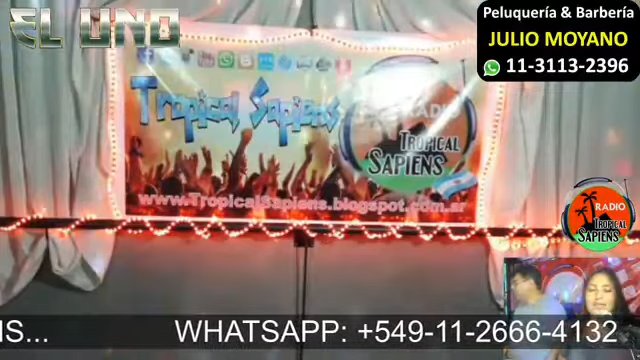 EL UNO
Peluquería & Barbería
JULIO MOYANO
11-3113-2396
Tropical Sapiens
RADIO
TROPICAL
SAPIENS
www.TropicalSapiens.blogspot.com.ar
RADIO
TROPICAL
SAPIENS
IS... WHATSAPP: +549-11-2666-4132